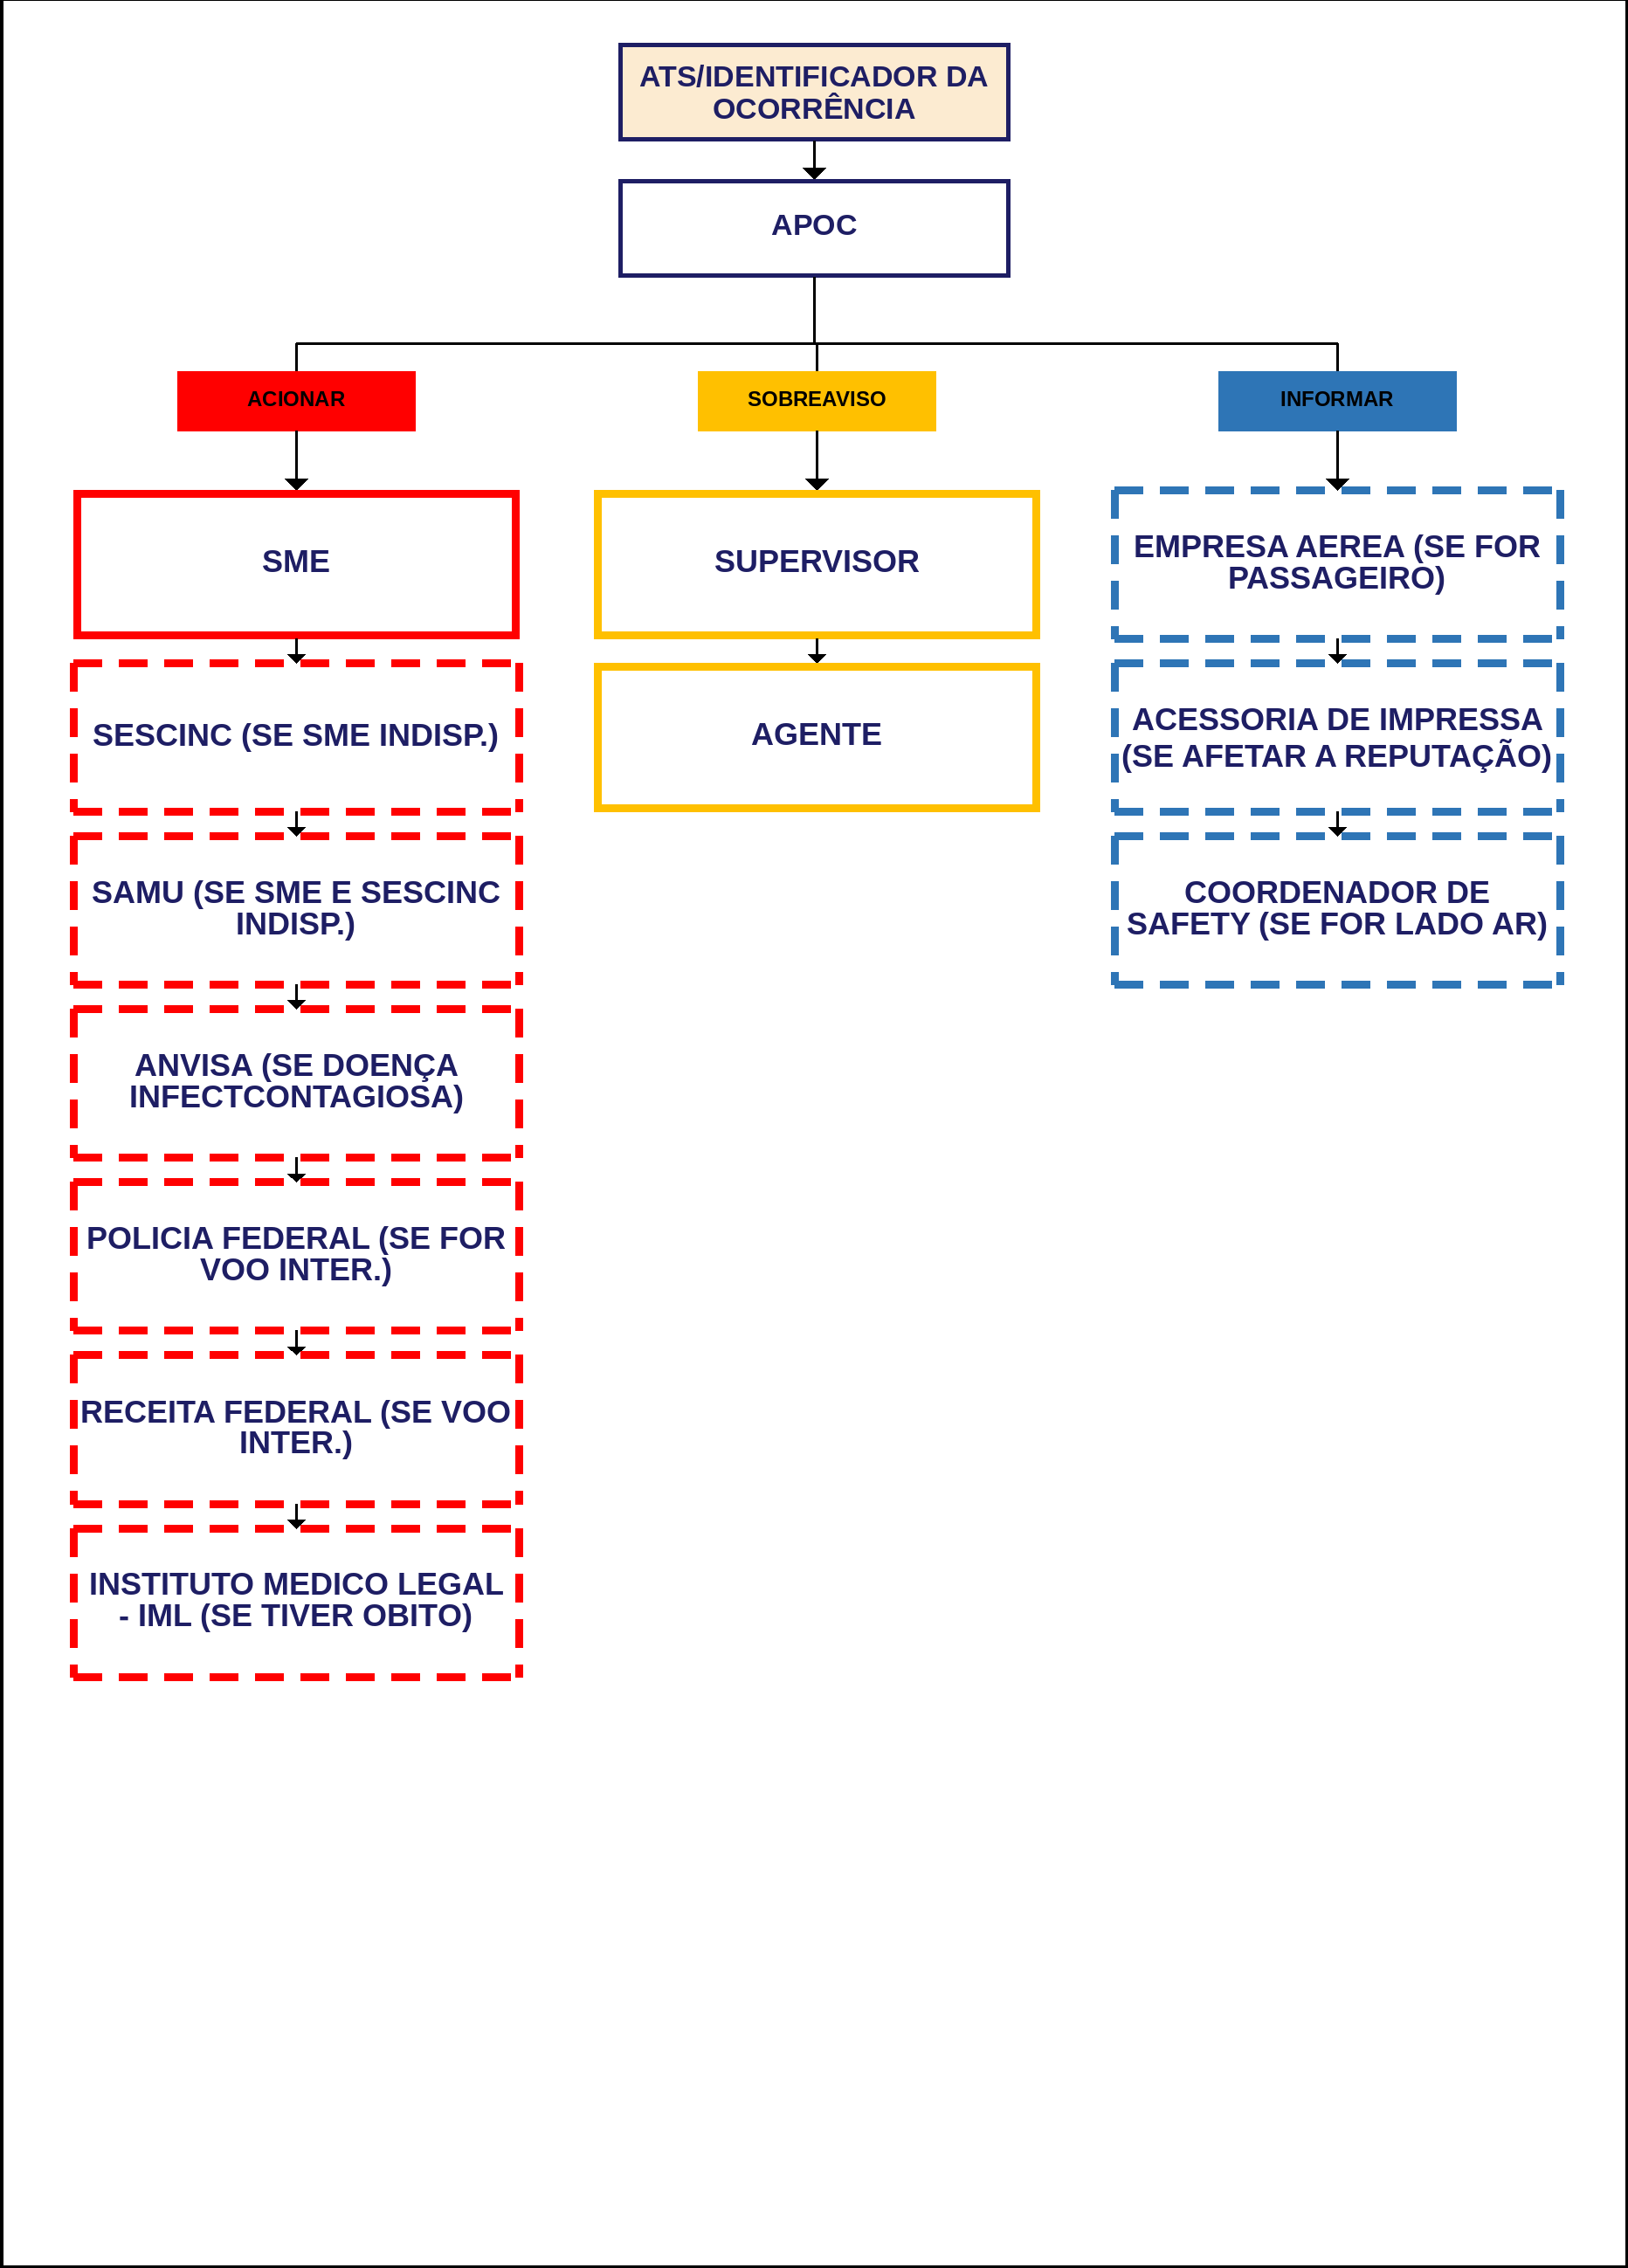 ATS/IDENTIFICADOR DA
OCORRÊNCIA
APOC
ACIONAR
SOBREAVISO
INFORMAR
SME
SESCINC (SE SME INDISP.)
SAMU (SE SME E SESCINC
INDISP.)
ANVISA (SE DOENÇA
INFECTCONTAGIOSA)
POLICIA FEDERAL (SE FOR
VOO INTER.)
RECEITA FEDERAL (SE VOO
INTER.)
INSTITUTO MEDICO LEGAL
- IML (SE TIVER OBITO)
SUPERVISOR
AGENTE
EMPRESA AEREA (SE FOR
PASSAGEIRO)
ACESSORIA DE IMPRESSA
(SE AFETAR A REPUTAÇÃO)
COORDENADOR DE
SAFETY (SE FOR LADO AR)